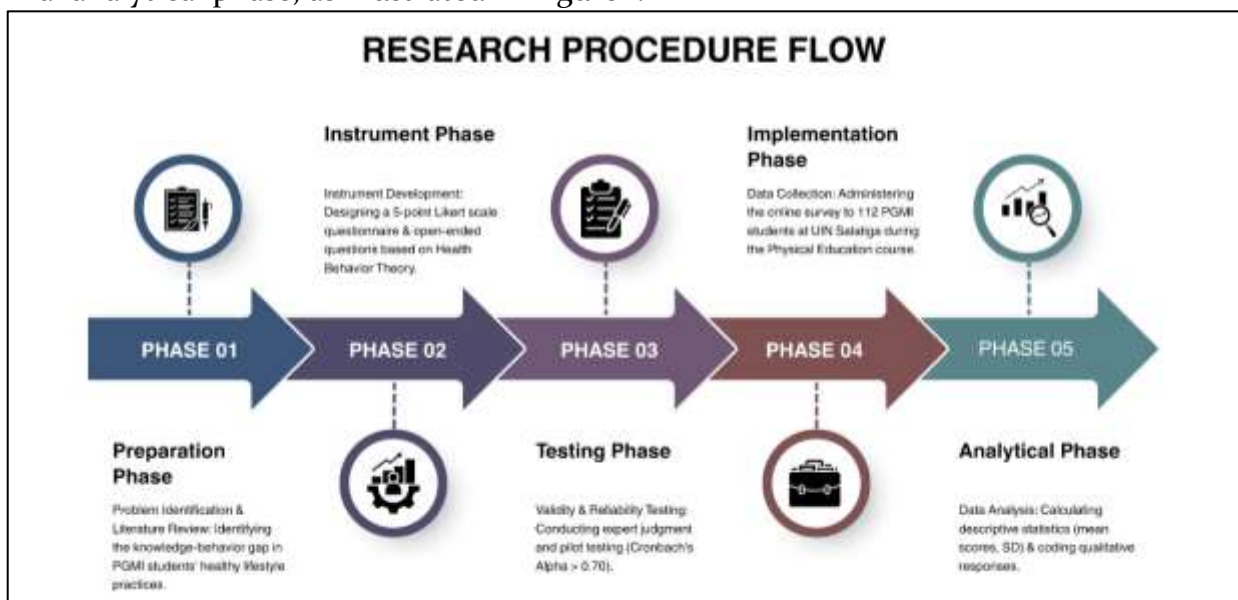 RESEARCH PROCEDURE FLOW
Instrument Phase
Instrument Development:
Designing a 5-point Likert scale
questionnaire & open-ended
questions based on Health
Behavior Theory.
Implementation
Phase
Data Collection: Administering
the online survey to 112 PGMI
students at UIN Salatiga during
the Physical Education course.
PHASE 01
PHASE 02
PHASE 03
PHASE 04
PHASE 05
Preparation
Phase
Problem Identification &
Literature Review: Identifying
the knowledge-behavior gap in
PGMI students' healthy lifestyle
practices.
Testing Phase
Validity & Reliability Testing:
Conducting expert judgment
and pilot testing (Cronbach's
Alpha > 0.70).
Analytical Phase
Data Analysis: Calculating
descriptive statistics (mean
scores, SD) & coding qualitative
responses.